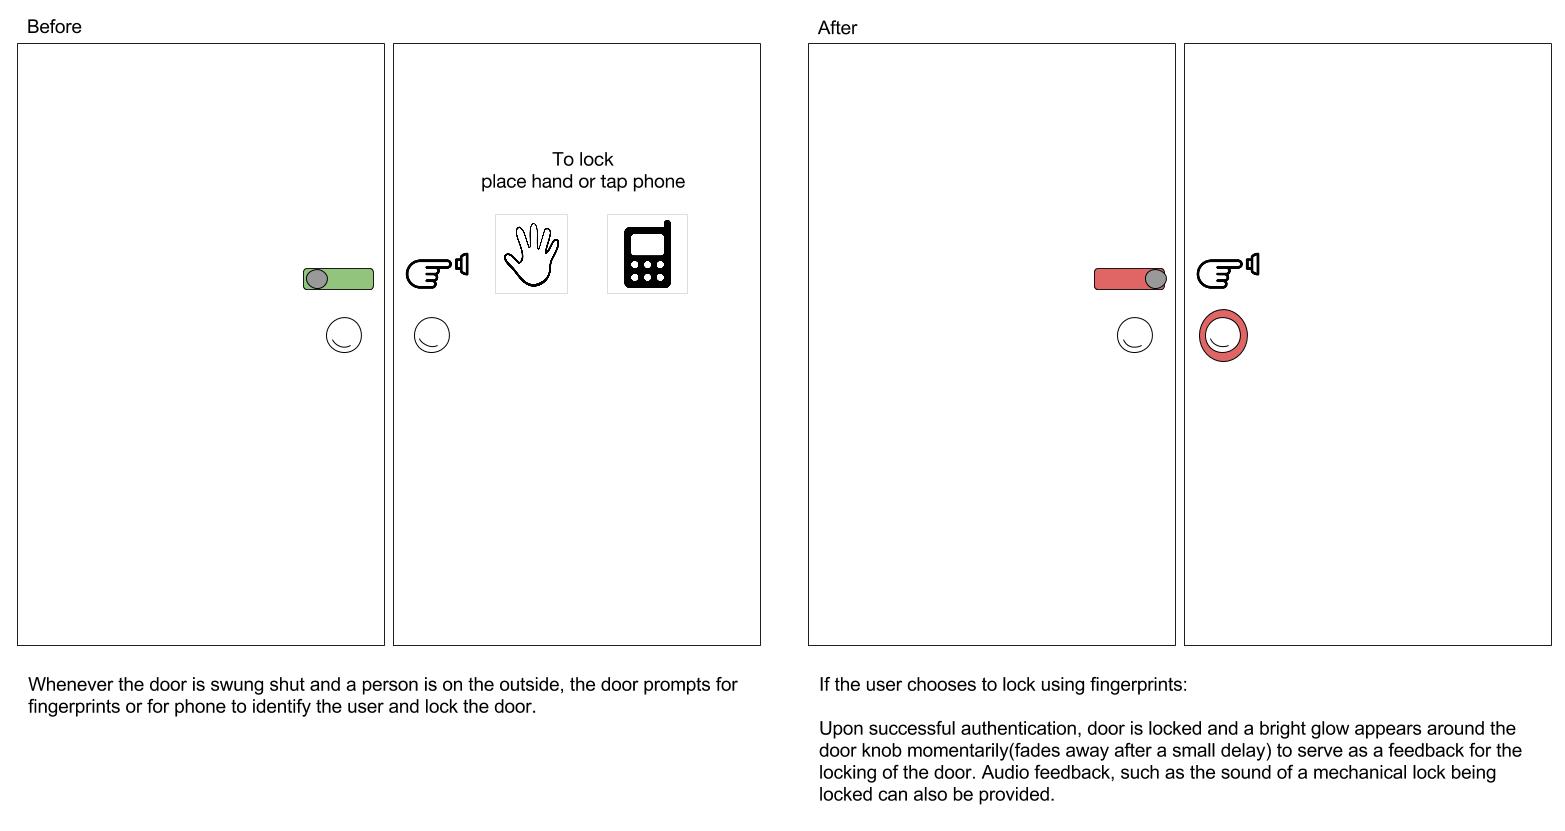 Before
To lock
place hand or tap phone
Whenever the door is swung shut and a person is on the outside, the door prompts for
fingerprints or for phone to identify the user and lock the door.
After
If the user chooses to lock using fingerprints:
Upon successful authentication, door is locked and a bright glow appears around the
door knob momentarily(fades away after a small delay) to serve as a feedback for the
locking of the door. Audio feedback, such as the sound of a mechanical lock being
locked can also be provided.